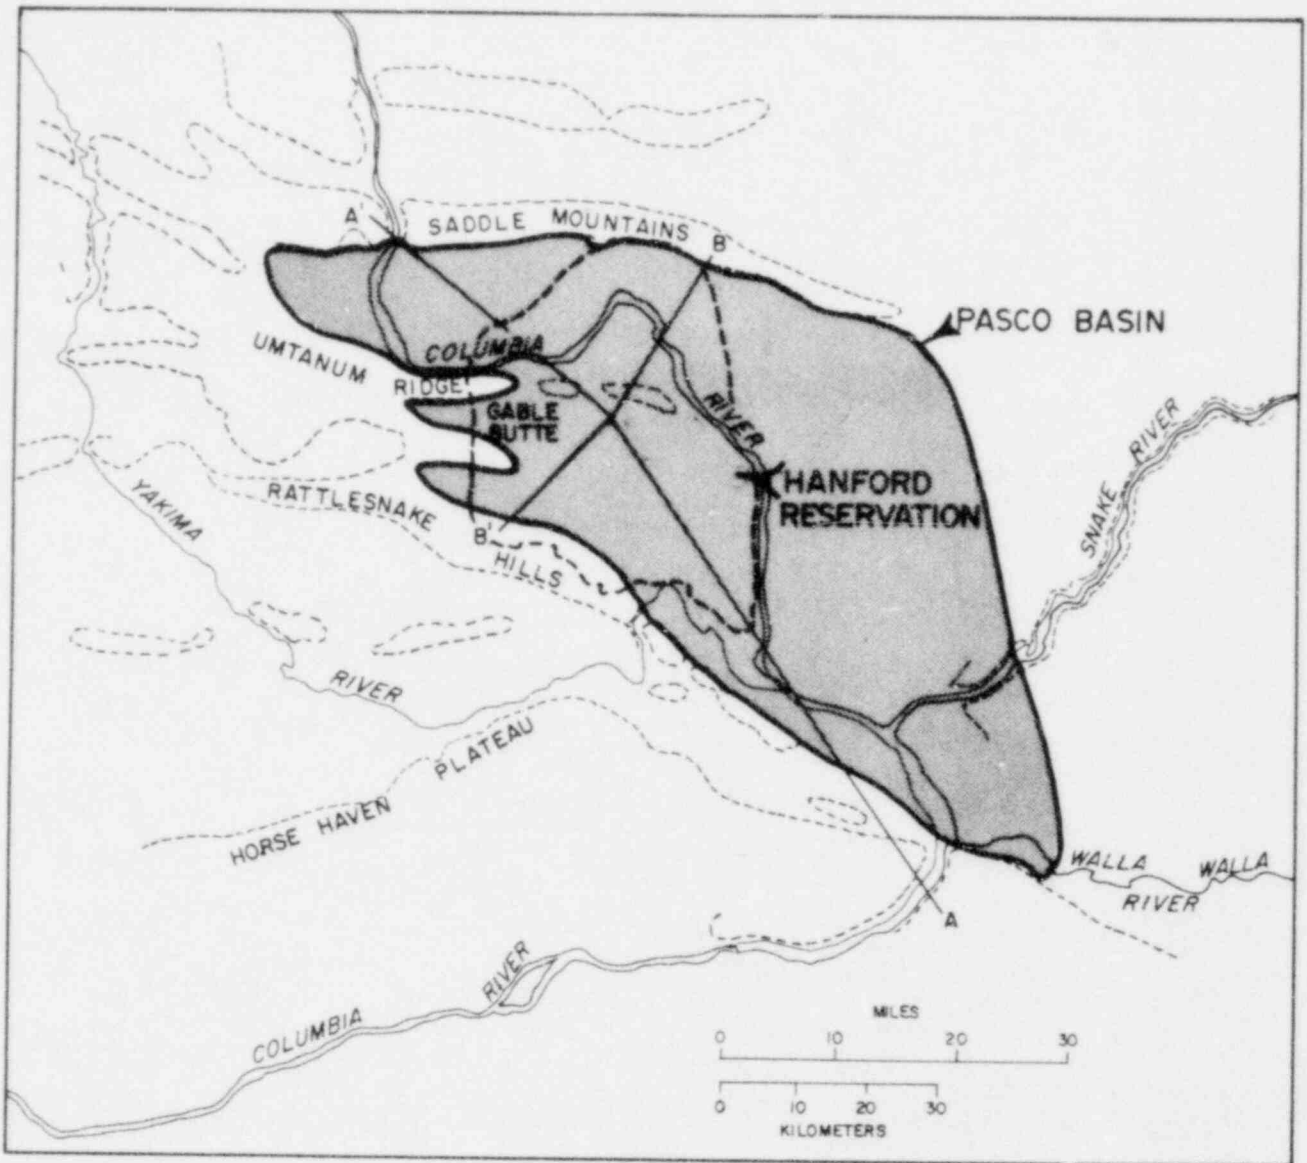 A'
SADDLE MOUNTAINS
B
PASCO BASIN
UMTANUM RIDGE
COLUMBIA
RIVER
GABLE
BUTTE
HANFORD
RESERVATION
SNAKE RIVER
RATTLESNAKE
HILLS
B'
YAKIMA
RIVER
HORSE HAVEN PLATEAU
WALLA WALLA
RIVER
A
COLUMBIA RIVER
MILES
0 10 20 30
0 10 20 30
KILOMETERS